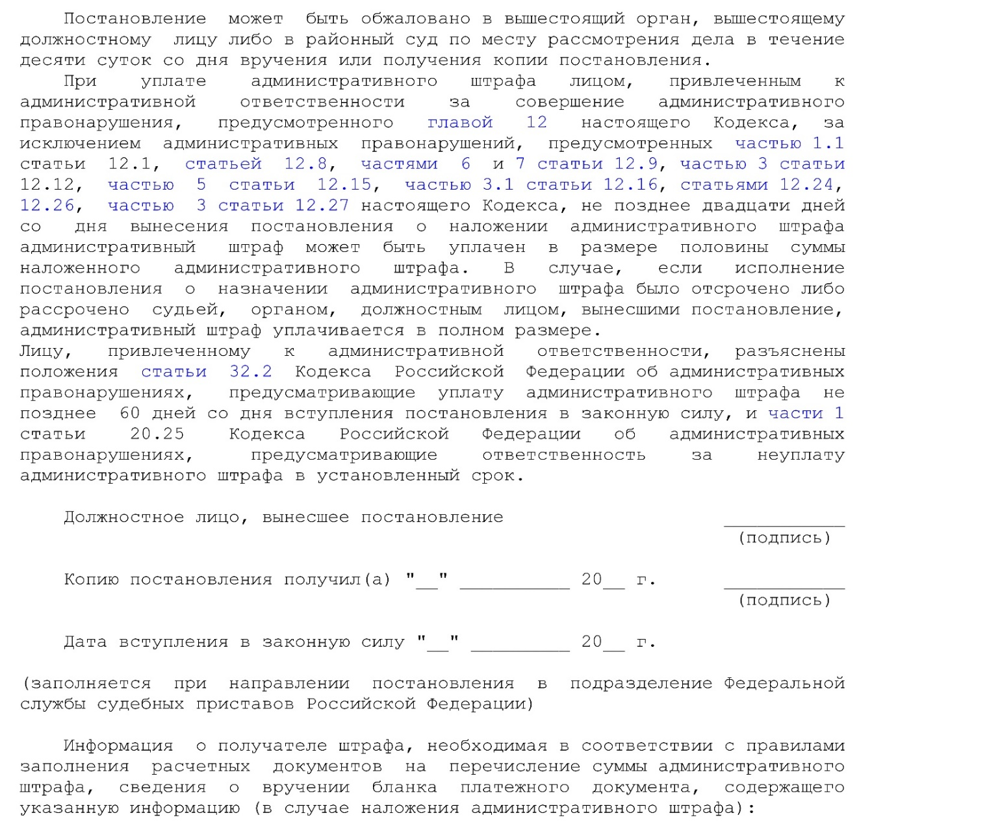 Постановление может быть обжаловано в вышестоящий орган, вышестоящему
должностному лицу либо в районный суд по месту рассмотрения дела в течение
десяти суток со дня вручения или получения копии постановления.
При уплате административного штрафа лицом, привлеченным к
административной ответственности за совершение административного
правонарушения, предусмотренного главой 12 настоящего Кодекса, за
исключением административных правонарушений, предусмотренных частью 1.1
статьи 12.1, статьей 12.8, частями 6 и 7 статьи 12.9, частью 3 статьи
12.12, частью 5 статьи 12.15, частью 3.1 статьи 12.16, статьями 12.24,
12.26, частью 3 статьи 12.27 настоящего Кодекса, не позднее двадцати дней
со дня вынесения постановления о наложении административного штрафа
административный штраф может быть уплачен в размере половины суммы
наложенного административного штрафа. В случае, если исполнение
постановления о назначении административного штрафа было отсрочено либо
рассрочено судьей, органом, должностным лицом, вынесшими постановление,
административный штраф уплачивается в полном размере.
Лицу, привлеченному к административной ответственности, разъяснены
положения статьи 32.2 Кодекса Российской Федерации об административных
правонарушениях, предусматривающие уплату административного штрафа не
позднее 60 дней со дня вступления постановления в законную силу, и части 1
статьи 20.25 Кодекса Российской Федерации об административных
правонарушениях, предусматривающие ответственность за неуплату
административного штрафа в установленный срок.
Должностное лицо, вынесшее постановление ___________
(подпись)
Копию постановления получил(а) "__" __________ 20__ г. ___________
(подпись)
Дата вступления в законную силу "__" _________ 20__ г.
(заполняется при направлении постановления в подразделение Федеральной
службы судебных приставов Российской Федерации)
Информация о получателе штрафа, необходимая в соответствии с правилами
заполнения расчетных документов на перечисление суммы административного
штрафа, сведения о вручении бланка платежного документа, содержащего
указанную информацию (в случае наложения административного штрафа):